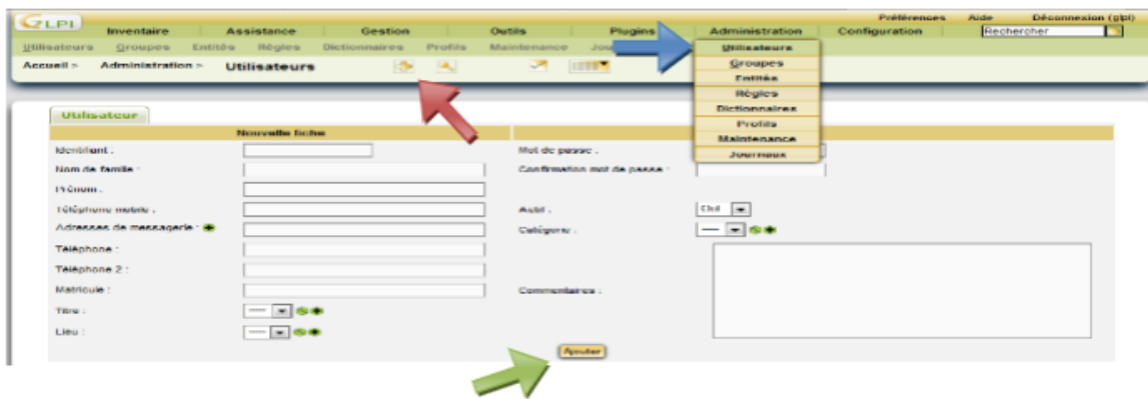 GLPI
Préférences Aide Déconnexion (glpi)
Inventaire Assistance Gestion Outils Plugins Administration Configuration Rechercher
Utilisateurs Groupes Entités Règles Dictionnaires Profils Maintenance Jou
Accueil > Administration > Utilisateurs
Utilisateurs
Groupes
Entités
Règles
Dictionnaires
Profils
Maintenance
Journaux
Utilisateur
Nouvelle fiche
Identifiant : Mot de passe :
Nom de famille : Confirmation mot de passe :
Prénom :
Téléphone mobile : Actif : Oui
Adresses de messagerie : Catégorie : ----
Téléphone :
Téléphone 2 :
Matricule : Commentaires :
Titre : ----
Lieu : ----
Ajouter